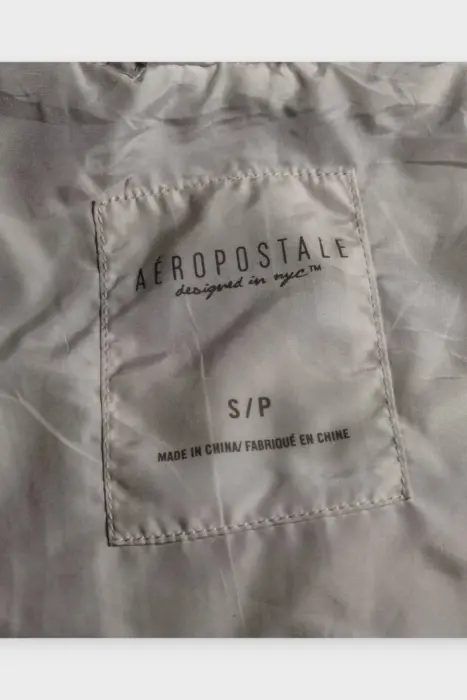 AÉROPOSTALE
designed in nyc™
S/P
MADE IN CHINA/ FABRIQUÉ EN CHINE